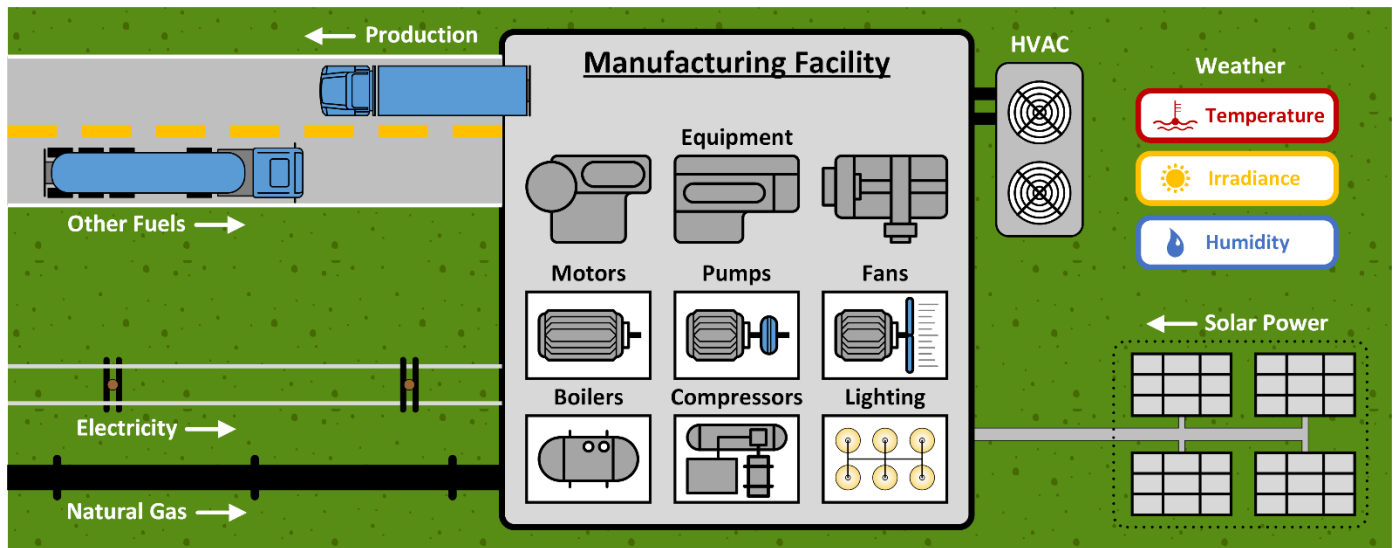 Production
Other Fuels
Electricity
Natural Gas
Manufacturing Facility
Equipment
Motors
Pumps
Fans
Boilers
Compressors
Lighting
HVAC
Weather
Temperature
Irradiance
Humidity
Solar Power